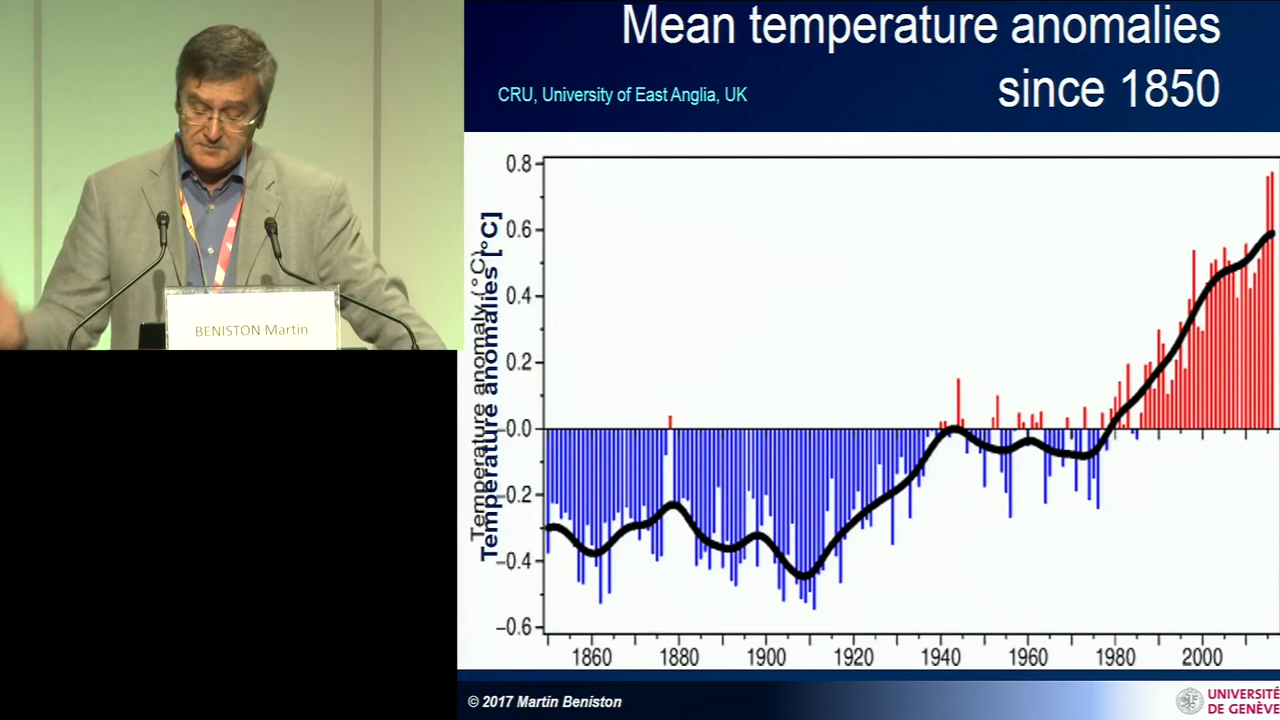 Mean temperature anomalies
since 1850
CRU, University of East Anglia, UK
BENISTON Martin
Temperature anomaly (°C)
Temperature anomalies [°C]
0.8
0.6
0.4
0.2
-0.0
-0.2
-0.4
-0.6
1860 1880 1900 1920 1940 1960 1980 2000
© 2017 Martin Beniston
UNIVERSITÉ
DE GENÈVE